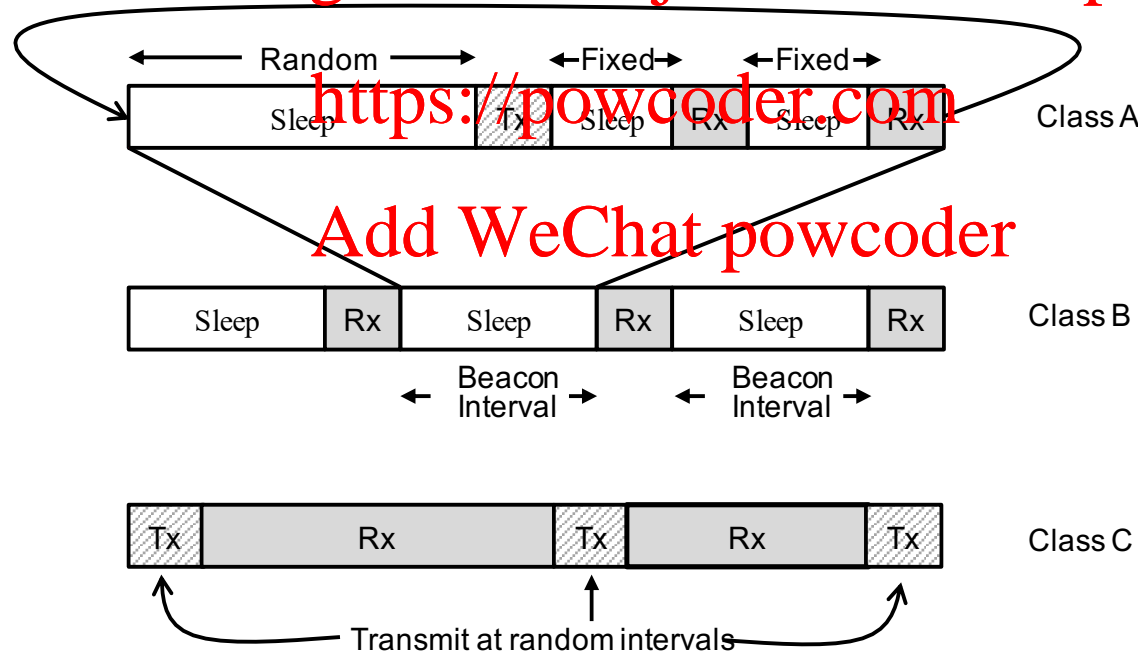 Random Fixed Fixed
Sleep Tx Sleep Rx Sleep Rx Class A
https://powcoder.com
Add WeChat powcoder
Sleep Rx Sleep Rx Sleep Rx Class B
Beacon Interval Beacon Interval
Tx Rx Tx Rx Tx Class C
Transmit at random intervals